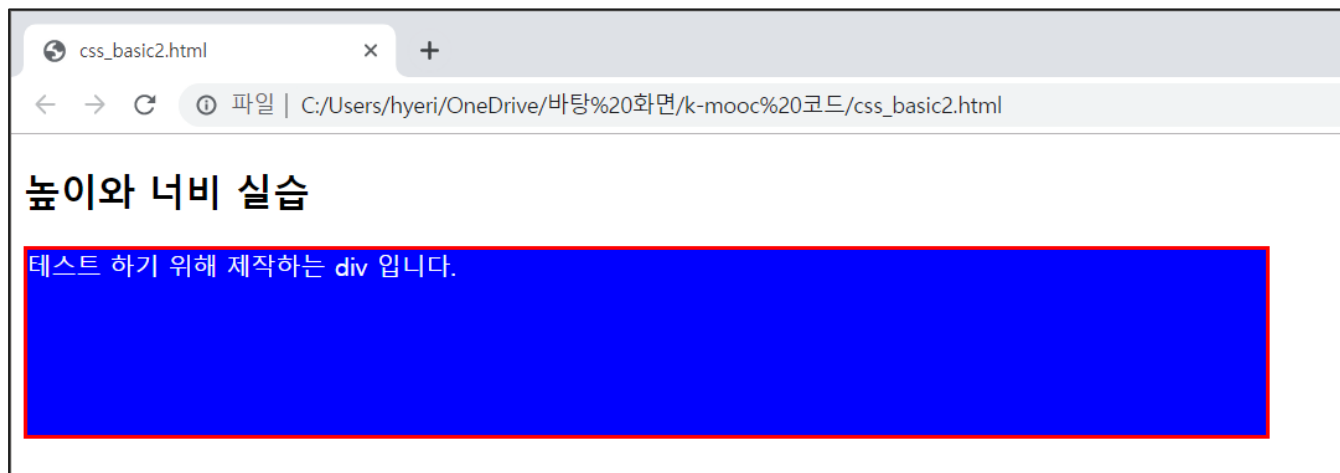 css_basic2.html
파일 | C:/Users/hyeri/OneDrive/바탕%20화면/k-mooc%20코드/css_basic2.html
높이와 너비 실습
테스트 하기 위해 제작하는 div 입니다.